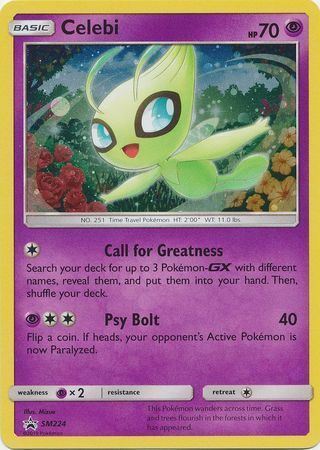 BASIC Celebi HP70
NO. 251 Time Travel Pokémon HT: 2'00" WT: 11.0 lbs.
Call for Greatness
Search your deck for up to 3 Pokémon-GX with different
names, reveal them, and put them into your hand. Then,
shuffle your deck.
Psy Bolt 40
Flip a coin. If heads, your opponent's Active Pokémon is
now Paralyzed.
weakness × 2 resistance retreat
Illus. Mizue
SM224
This Pokémon wanders across time. Grass
and trees flourish in the forests in which it
has appeared.